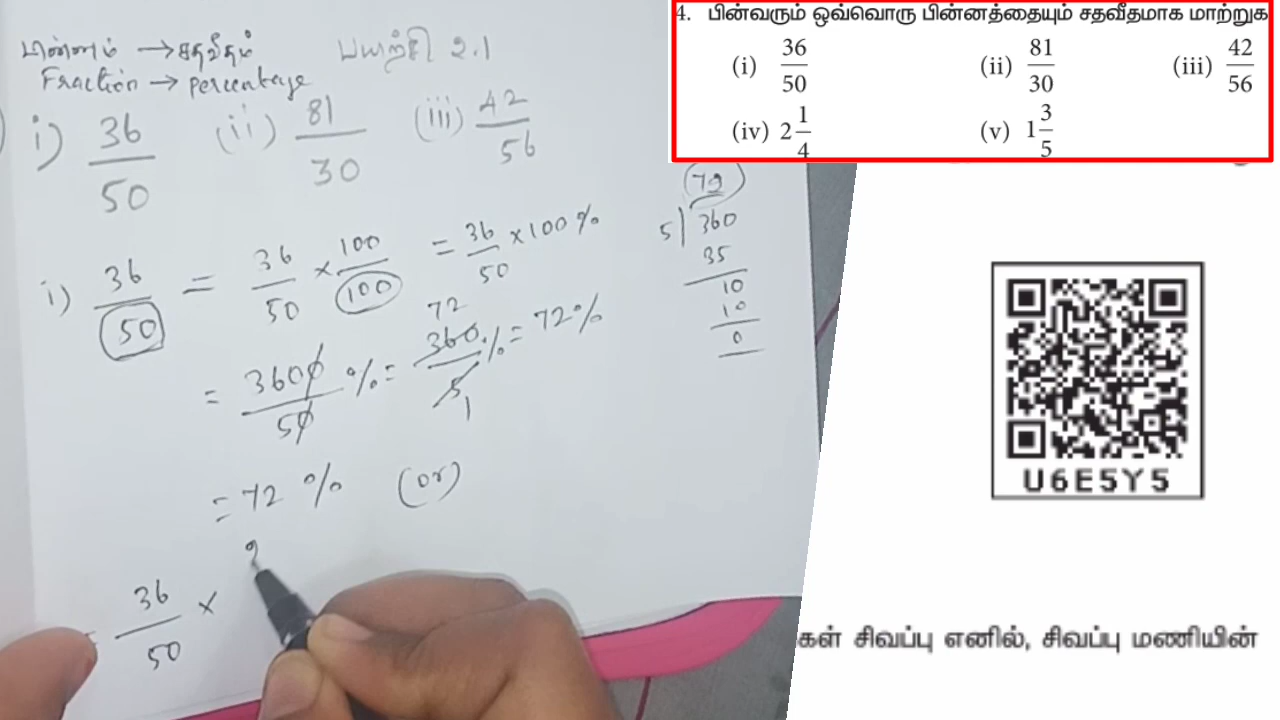 4. பின்வரும் ஒவ்வொரு பின்னத்தையும் சதவீதமாக மாற்றுக
(i) 36/50 (ii) 81/30 (iii) 42/56
(iv) 2 1/4 (v) 1 3/5
பின்னம் → சதவீதம் பயிற்சி 2.1
Fraction → percentage
i) 36/50 (ii) 81/30 (iii) 42/56
i) 36/50 = 36/50 × 100/100 = 36/50 × 100 %
= 3600/50 % = 360/5 % = 72 %
72
1
= 72 % (or)
= 36/50 × 2
72
5) 360
35
10
10
0
U6E5Y5
கள் சிவப்பு எனில், சிவப்பு மணியின்